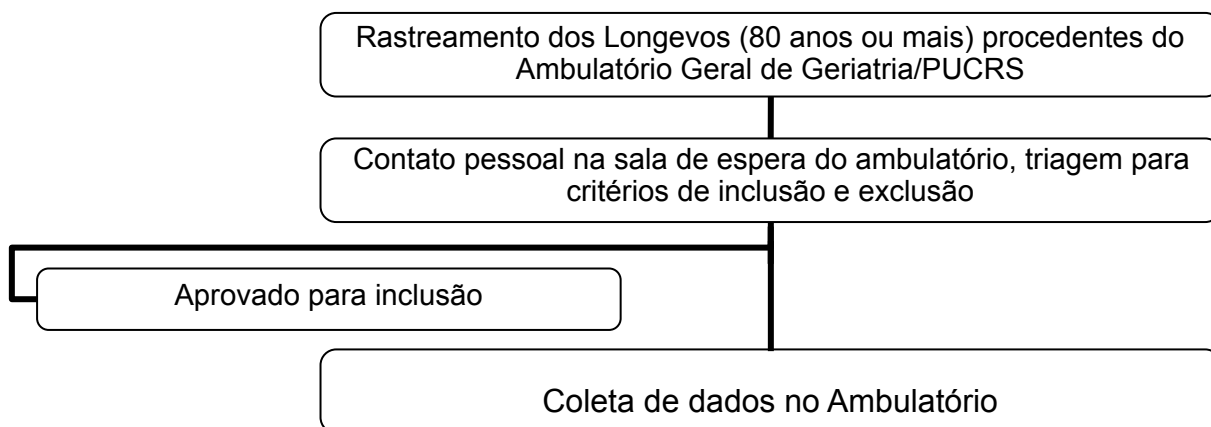 Rastreamento dos Longevos (80 anos ou mais) procedentes do
Ambulatório Geral de Geriatria/PUCRS
Contato pessoal na sala de espera do ambulatório, triagem para
critérios de inclusão e exclusão
Aprovado para inclusão
Coleta de dados no Ambulatório